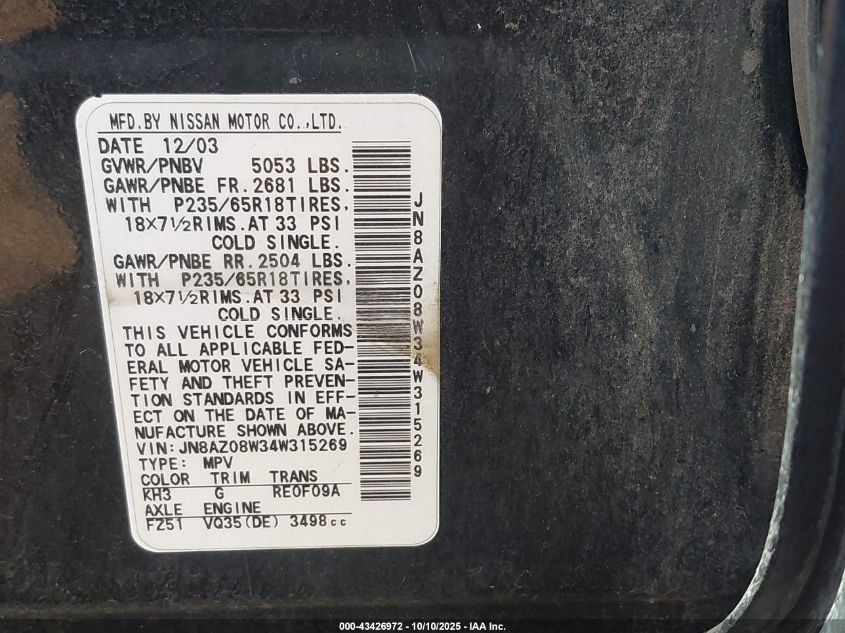 MFD.BY NISSAN MOTOR CO.,LTD.
DATE 12/03
GVWR/PNBV 5053 LBS.
GAWR/PNBE FR.2681 LBS.
WITH P235/65R18TIRES,
18×7½RIMS.AT 33 PSI
COLD SINGLE.
GAWR/PNBE RR.2504 LBS.
WITH P235/65R18TIRES,
18×7½RIMS.AT 33 PSI
COLD SINGLE.
THIS VEHICLE CONFORMS
TO ALL APPLICABLE FED-
ERAL MOTOR VEHICLE SA-
FETY AND THEFT PREVEN-
TION STANDARDS IN EFF-
ECT ON THE DATE OF MA-
NUFACTURE SHOWN ABOVE.
VIN:JN8AZ08W34W315269
TYPE: MPV
COLOR TRIM TRANS
KH3 G RE0F09A
AXLE ENGINE
FZ51 VQ35(DE) 3498cc
JN8AZ08W34W315269
000-43426972 - 10/10/2025 - IAA Inc.